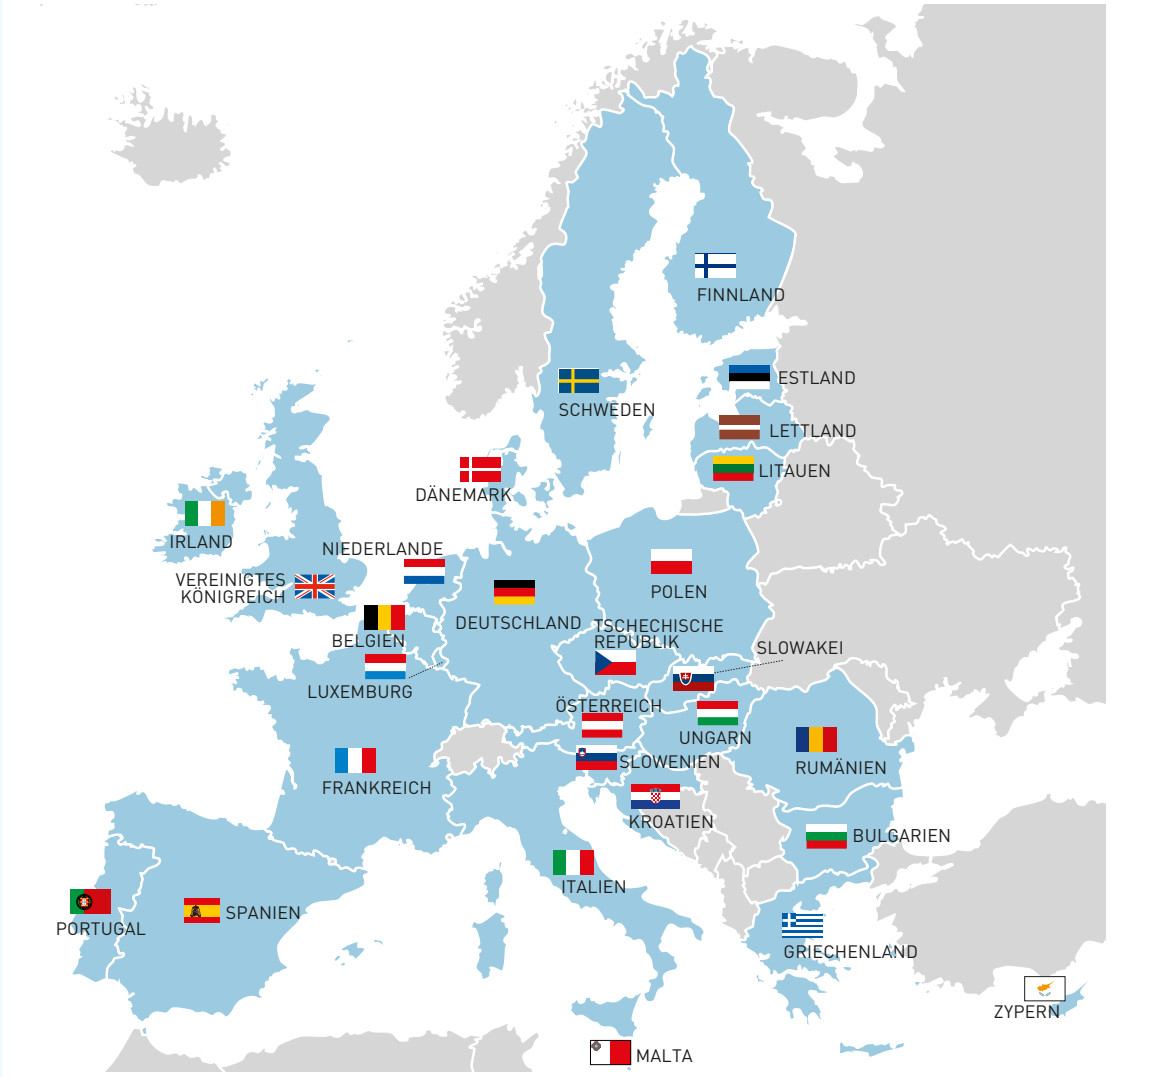 FINNLAND
ESTLAND
SCHWEDEN
LETTLAND
LITAUEN
DÄNEMARK
IRLAND
NIEDERLANDE
VEREINIGTES
KÖNIGREICH
POLEN
DEUTSCHLAND
TSCHECHISCHE
REPUBLIK
BELGIEN
SLOWAKEI
LUXEMBURG
ÖSTERREICH
UNGARN
SLOWENIEN
RUMÄNIEN
FRANKREICH
KROATIEN
BULGARIEN
ITALIEN
SPANIEN
PORTUGAL
GRIECHENLAND
ZYPERN
MALTA